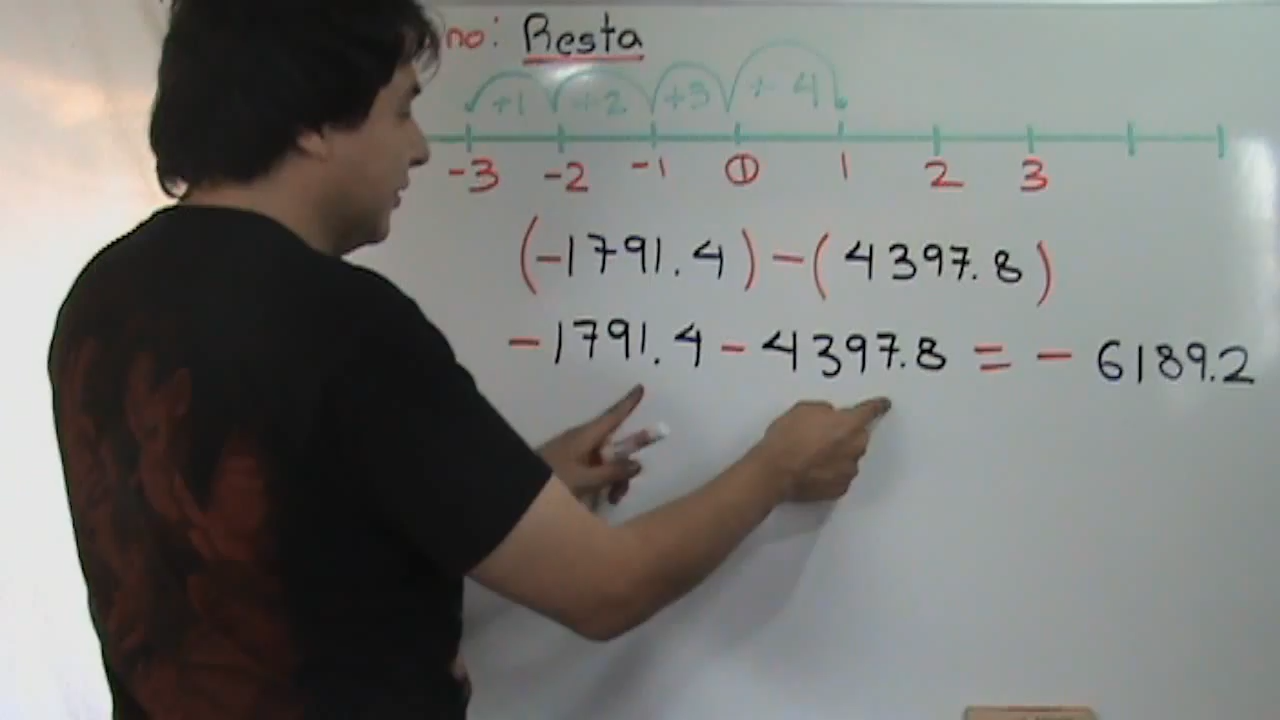 no: Resta
+1 +2 +3 + 4
-3 -2 -1 0 1 2 3
(-1791.4) - (4397.8)
-1791.4 - 4397.8 = - 6189.2